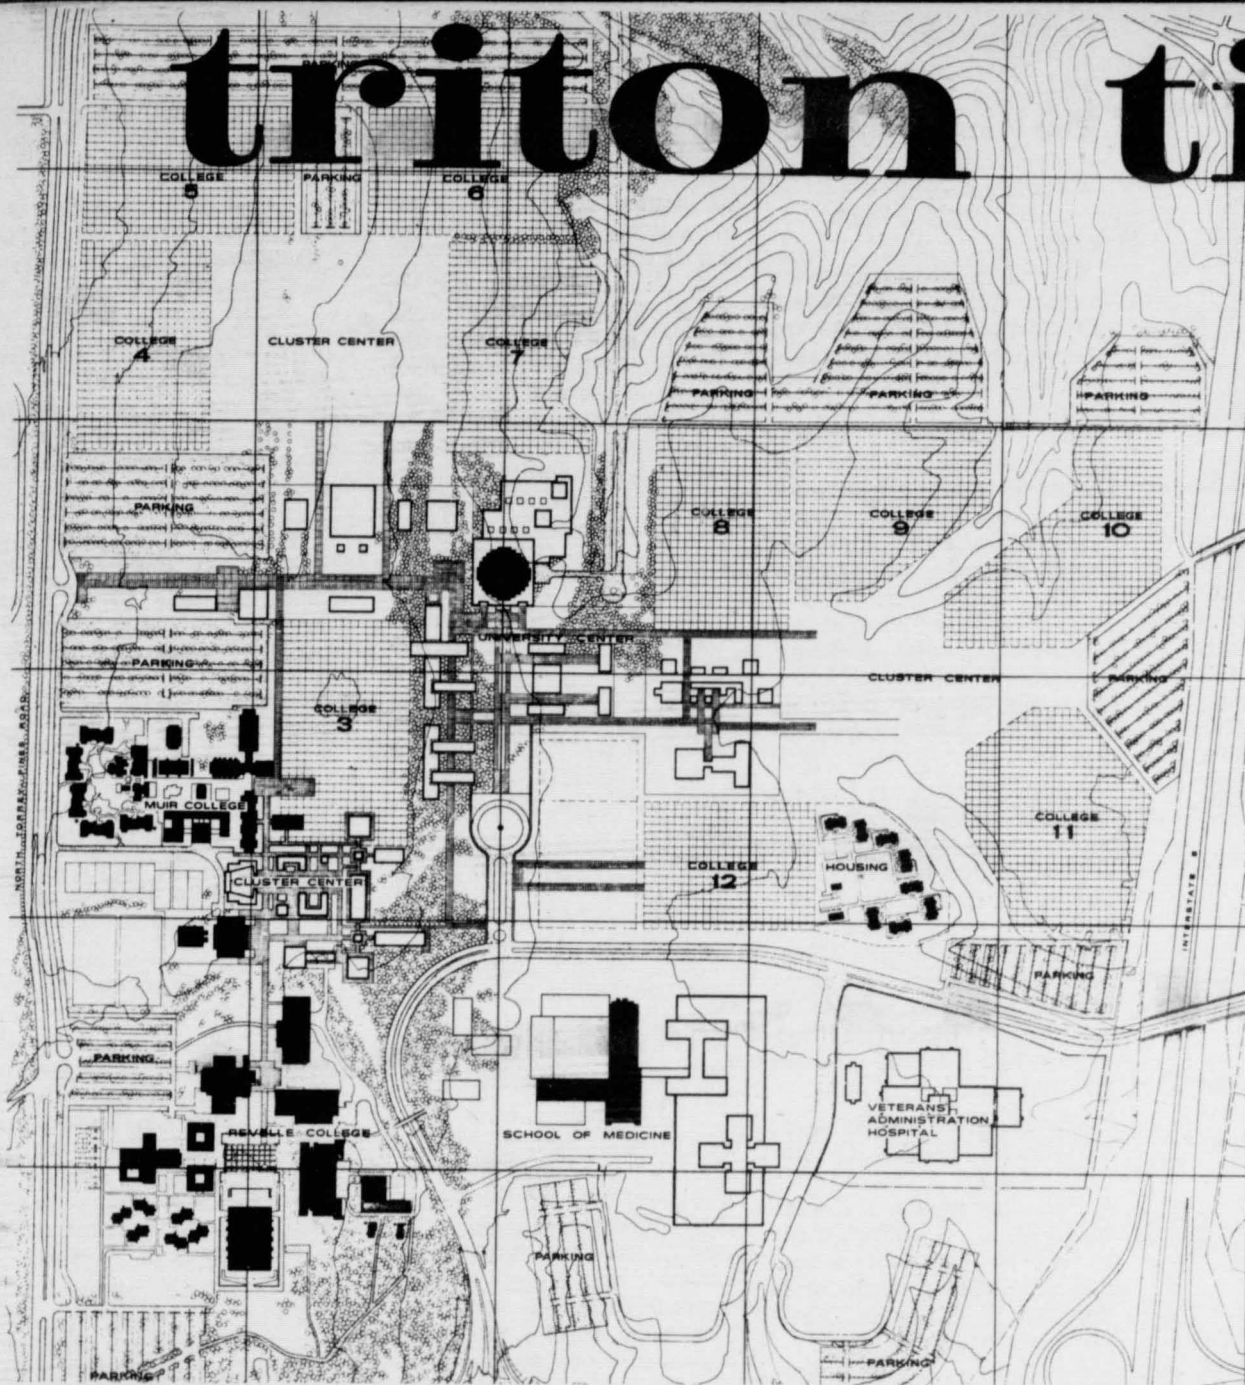 triton ti
PARKING
COLLEGE
5
PARKING
COLLEGE
6
COLLEGE
4
CLUSTER CENTER
COLLEGE
7
PARKING
PARKING
PARKING
PARKING
COLLEGE
8
COLLEGE
9
COLLEGE
10
UNIVERSITY CENTER
PARKING
CLUSTER CENTER
PARKING
COLLEGE
3
NORTH TORREY PINES ROAD
MUIR COLLEGE
COLLEGE
11
CLUSTER CENTER
COLLEGE
12
HOUSING
INTERSTATE 5
PARKING
PARKING
REVELLE COLLEGE
SCHOOL OF MEDICINE
VETERANS
ADMINISTRATION
HOSPITAL
PARKING
PARKING
PARKING